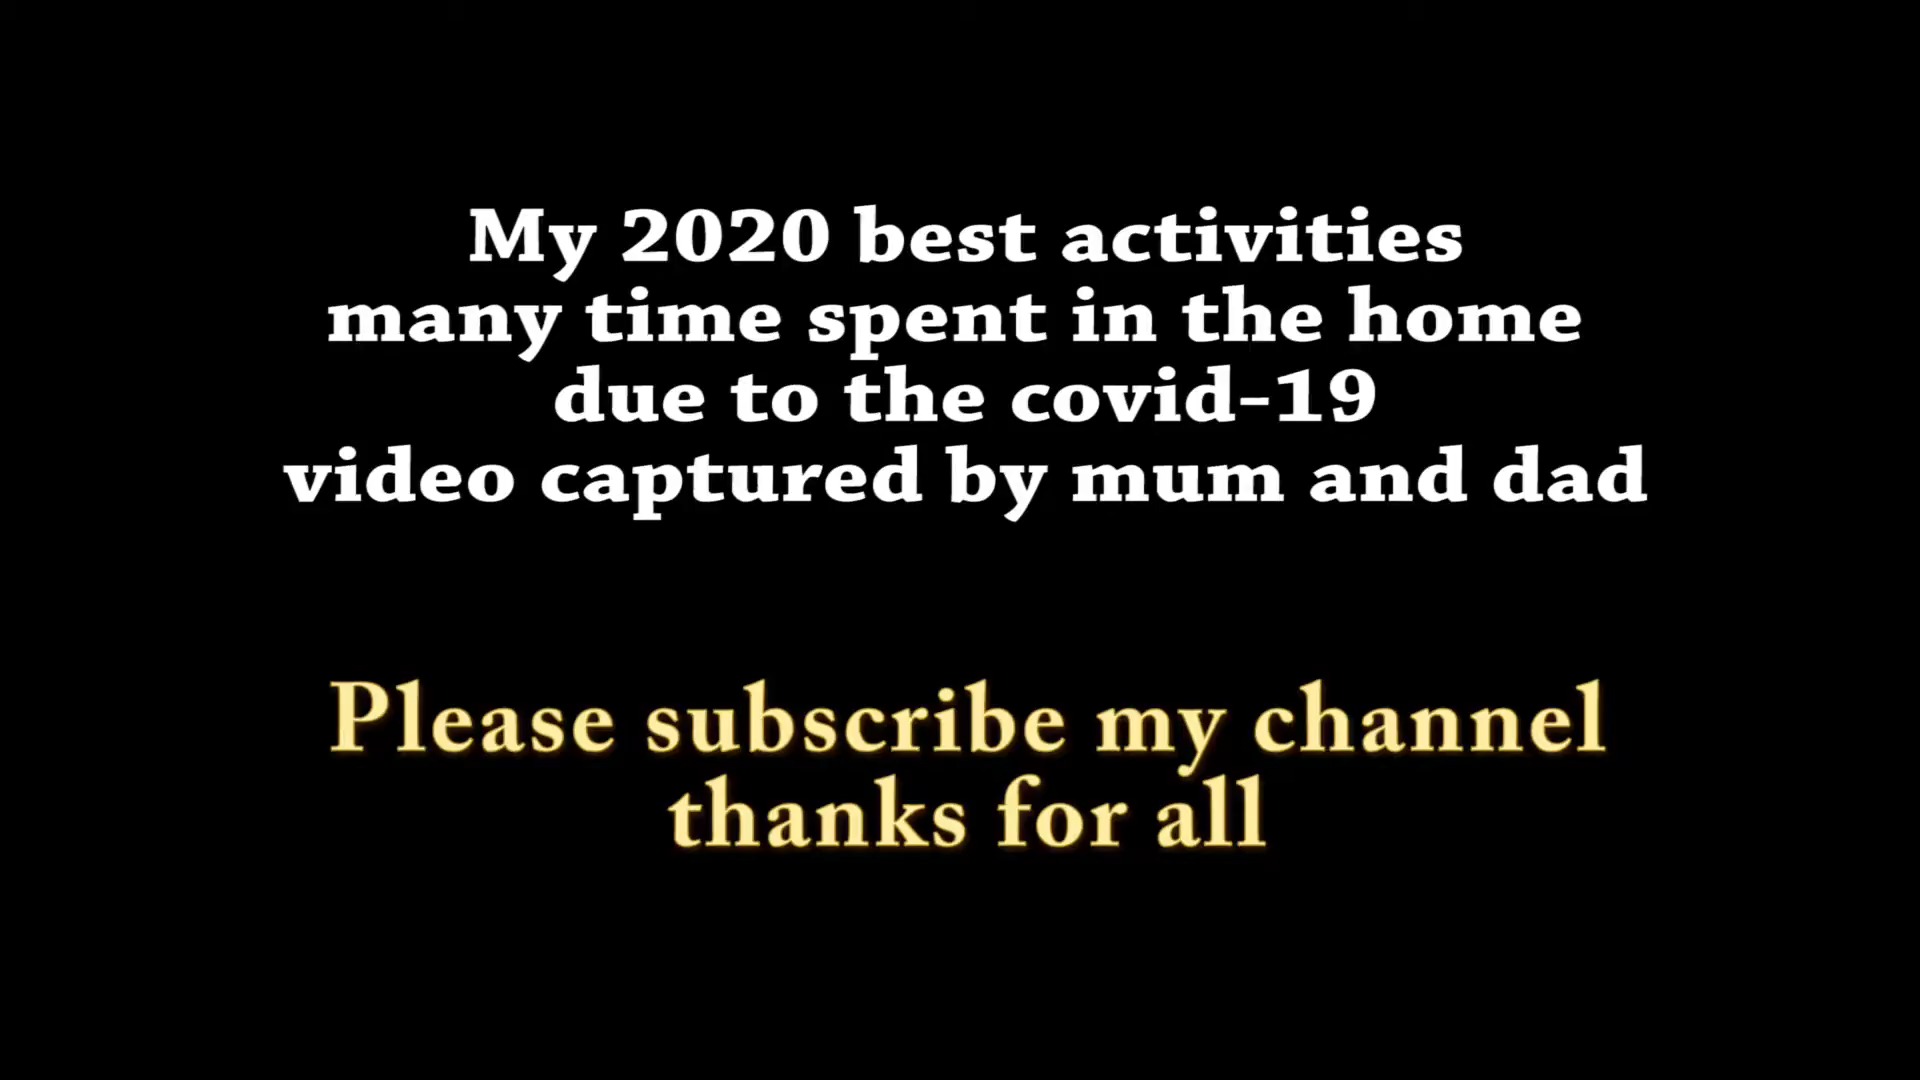 My 2020 best activities
many time spent in the home
due to the covid-19
video captured by mum and dad
Please subscribe my channel
thanks for all